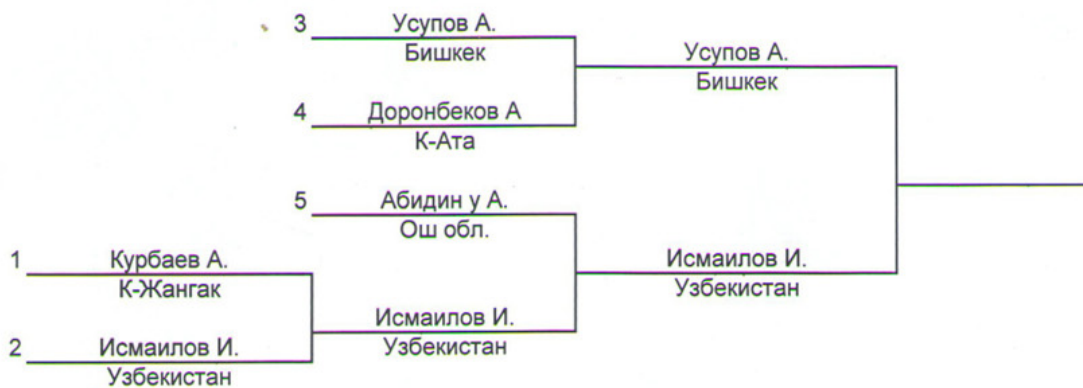 3 Усупов А.
Бишкек
Усупов А.
Бишкек
4 Доронбеков А
К-Ата
5 Абидин у А.
Ош обл.
1 Курбаев А.
К-Жангак
Исмаилов И.
Узбекистан
Исмаилов И.
Узбекистан
2 Исмаилов И.
Узбекистан